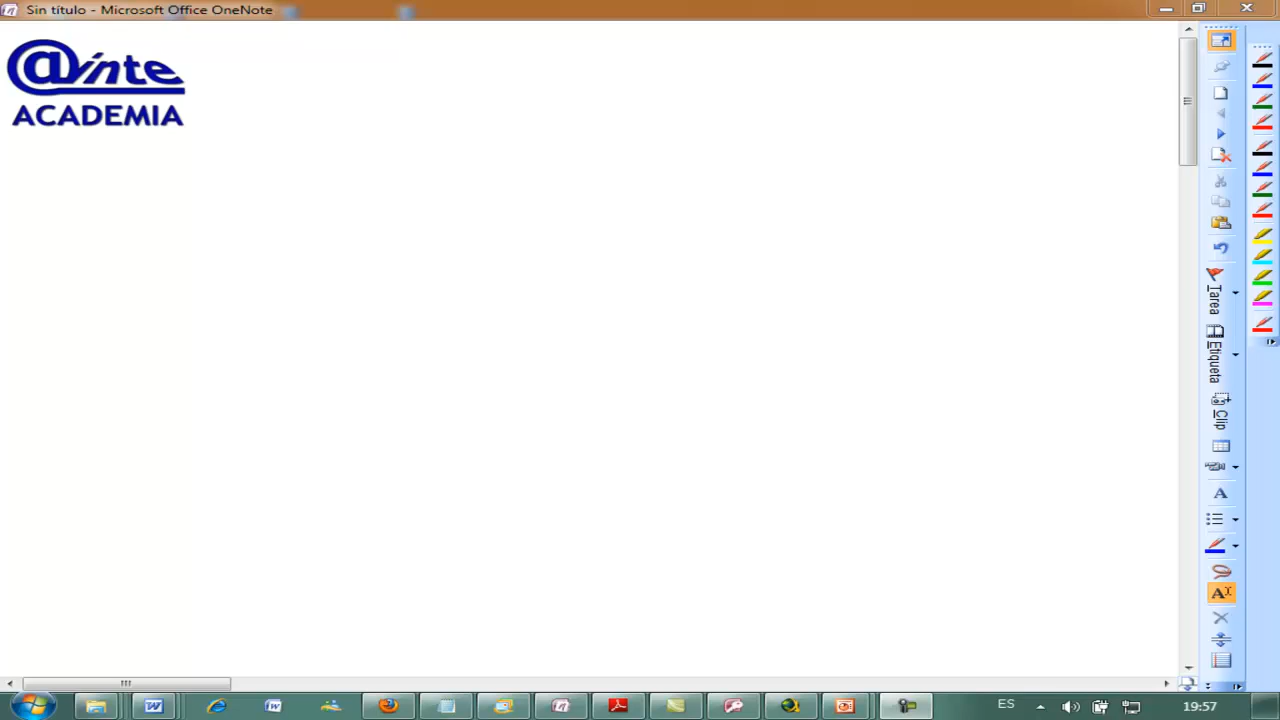 Sin título - Microsoft Office OneNote
@inte
ACADEMIA
Tarea
Etiqueta
Clip
A
A
ES
19:57